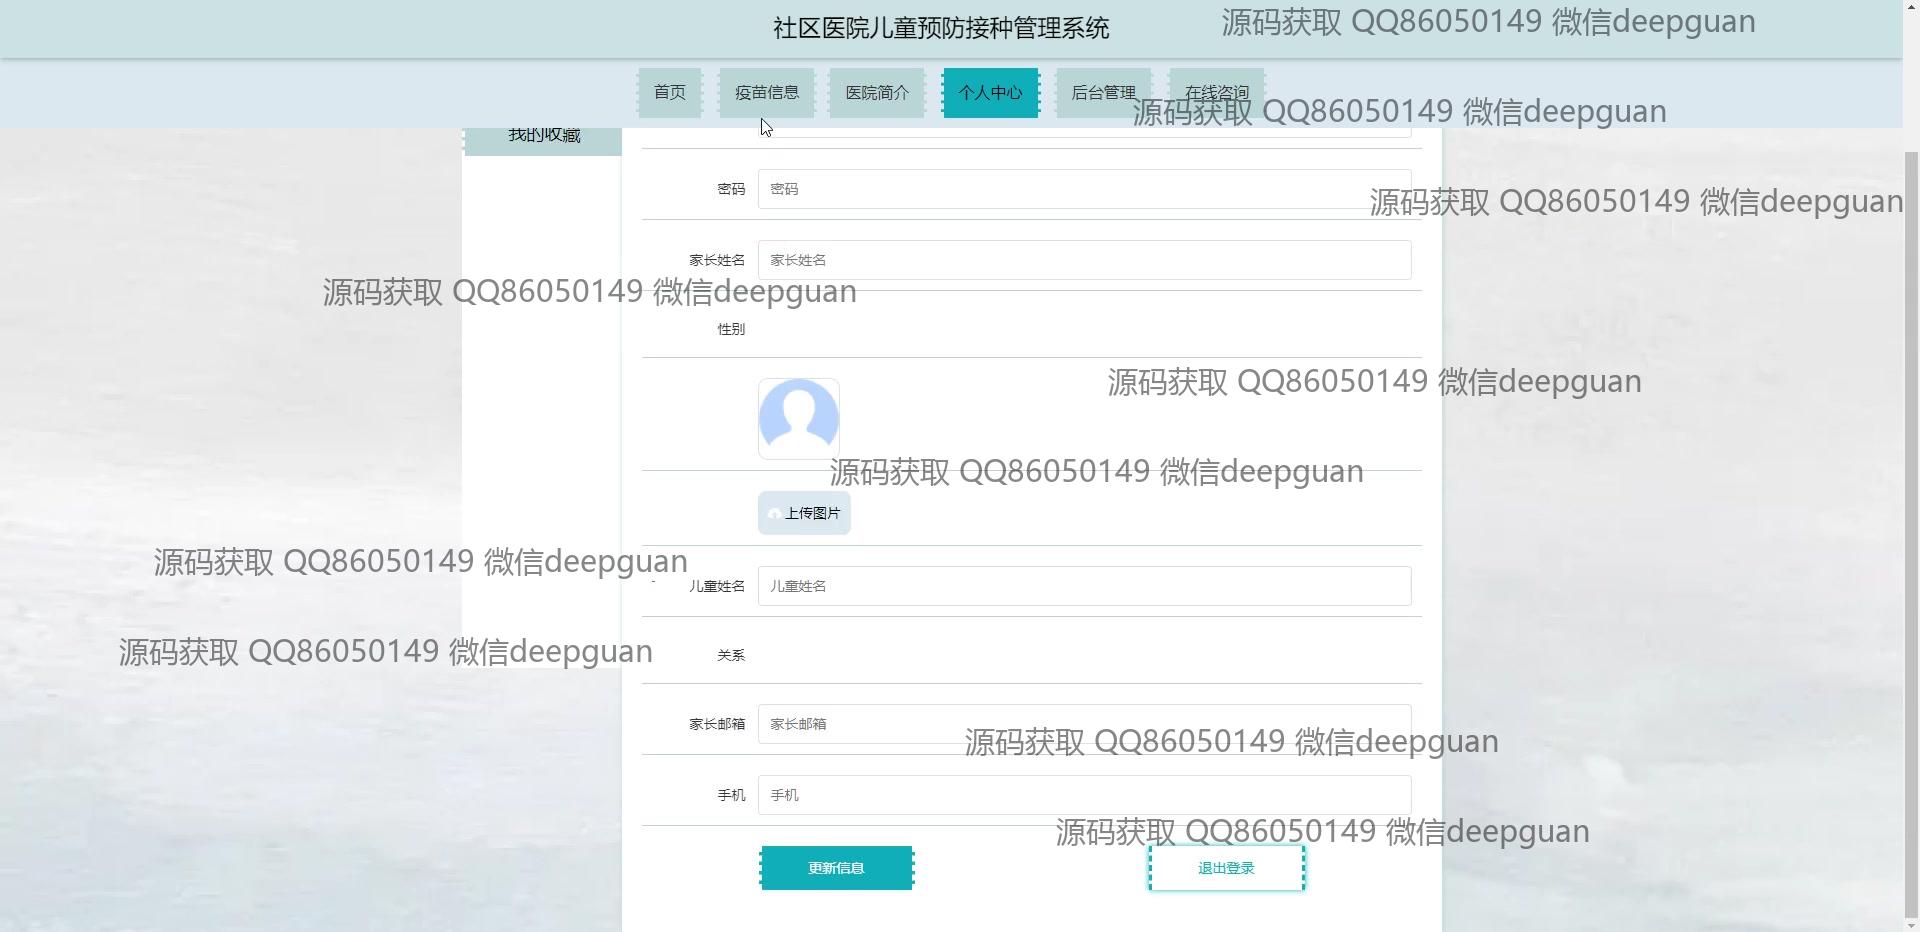 社区医院儿童预防接种管理系统
源码获取 QQ86050149 微信deepguan
首页
疫苗信息
医院简介
个人中心
后台管理
在线咨询
源码获取 QQ86050149 微信deepguan
我的收藏
密码
密码
源码获取 QQ86050149 微信deepguan
家长姓名
家长姓名
源码获取 QQ86050149 微信deepguan
性别
源码获取 QQ86050149 微信deepguan
源码获取 QQ86050149 微信deepguan
上传图片
源码获取 QQ86050149 微信deepguan
儿童姓名
儿童姓名
源码获取 QQ86050149 微信deepguan
关系
家长邮箱
家长邮箱
源码获取 QQ86050149 微信deepguan
手机
手机
源码获取 QQ86050149 微信deepguan
更新信息
退出登录